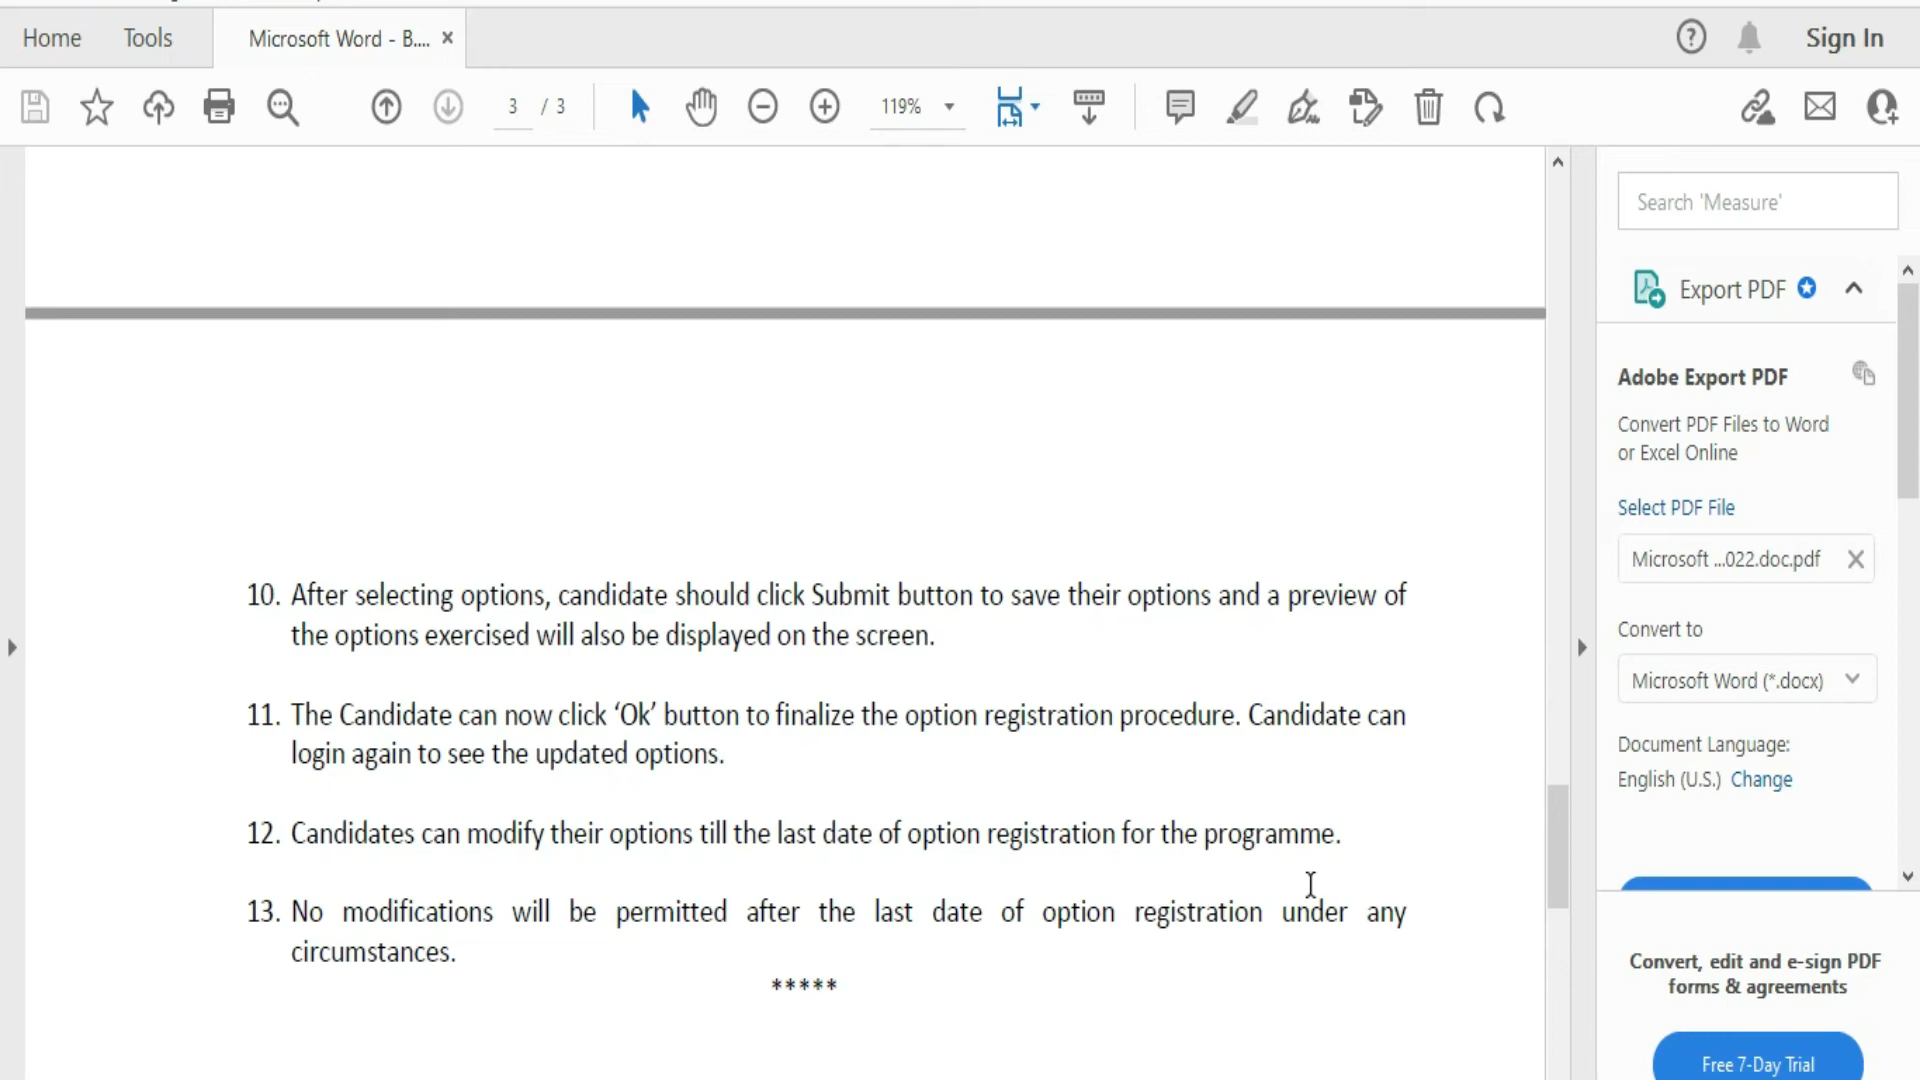 Home Tools Microsoft Word - B.... × ? Sign In
3 / 3 119%
Search 'Measure'
Export PDF
Adobe Export PDF
Convert PDF Files to Word
or Excel Online
Select PDF File
Microsoft ...022.doc.pdf
Convert to
Microsoft Word (*.docx)
Document Language:
English (U.S.) Change
Convert, edit and e-sign PDF
forms & agreements
Free 7-Day Trial
10. After selecting options, candidate should click Submit button to save their options and a preview of
the options exercised will also be displayed on the screen.
11. The Candidate can now click ‘Ok’ button to finalize the option registration procedure. Candidate can
login again to see the updated options.
12. Candidates can modify their options till the last date of option registration for the programme.
13. No modifications will be permitted after the last date of option registration under any
circumstances.
*****